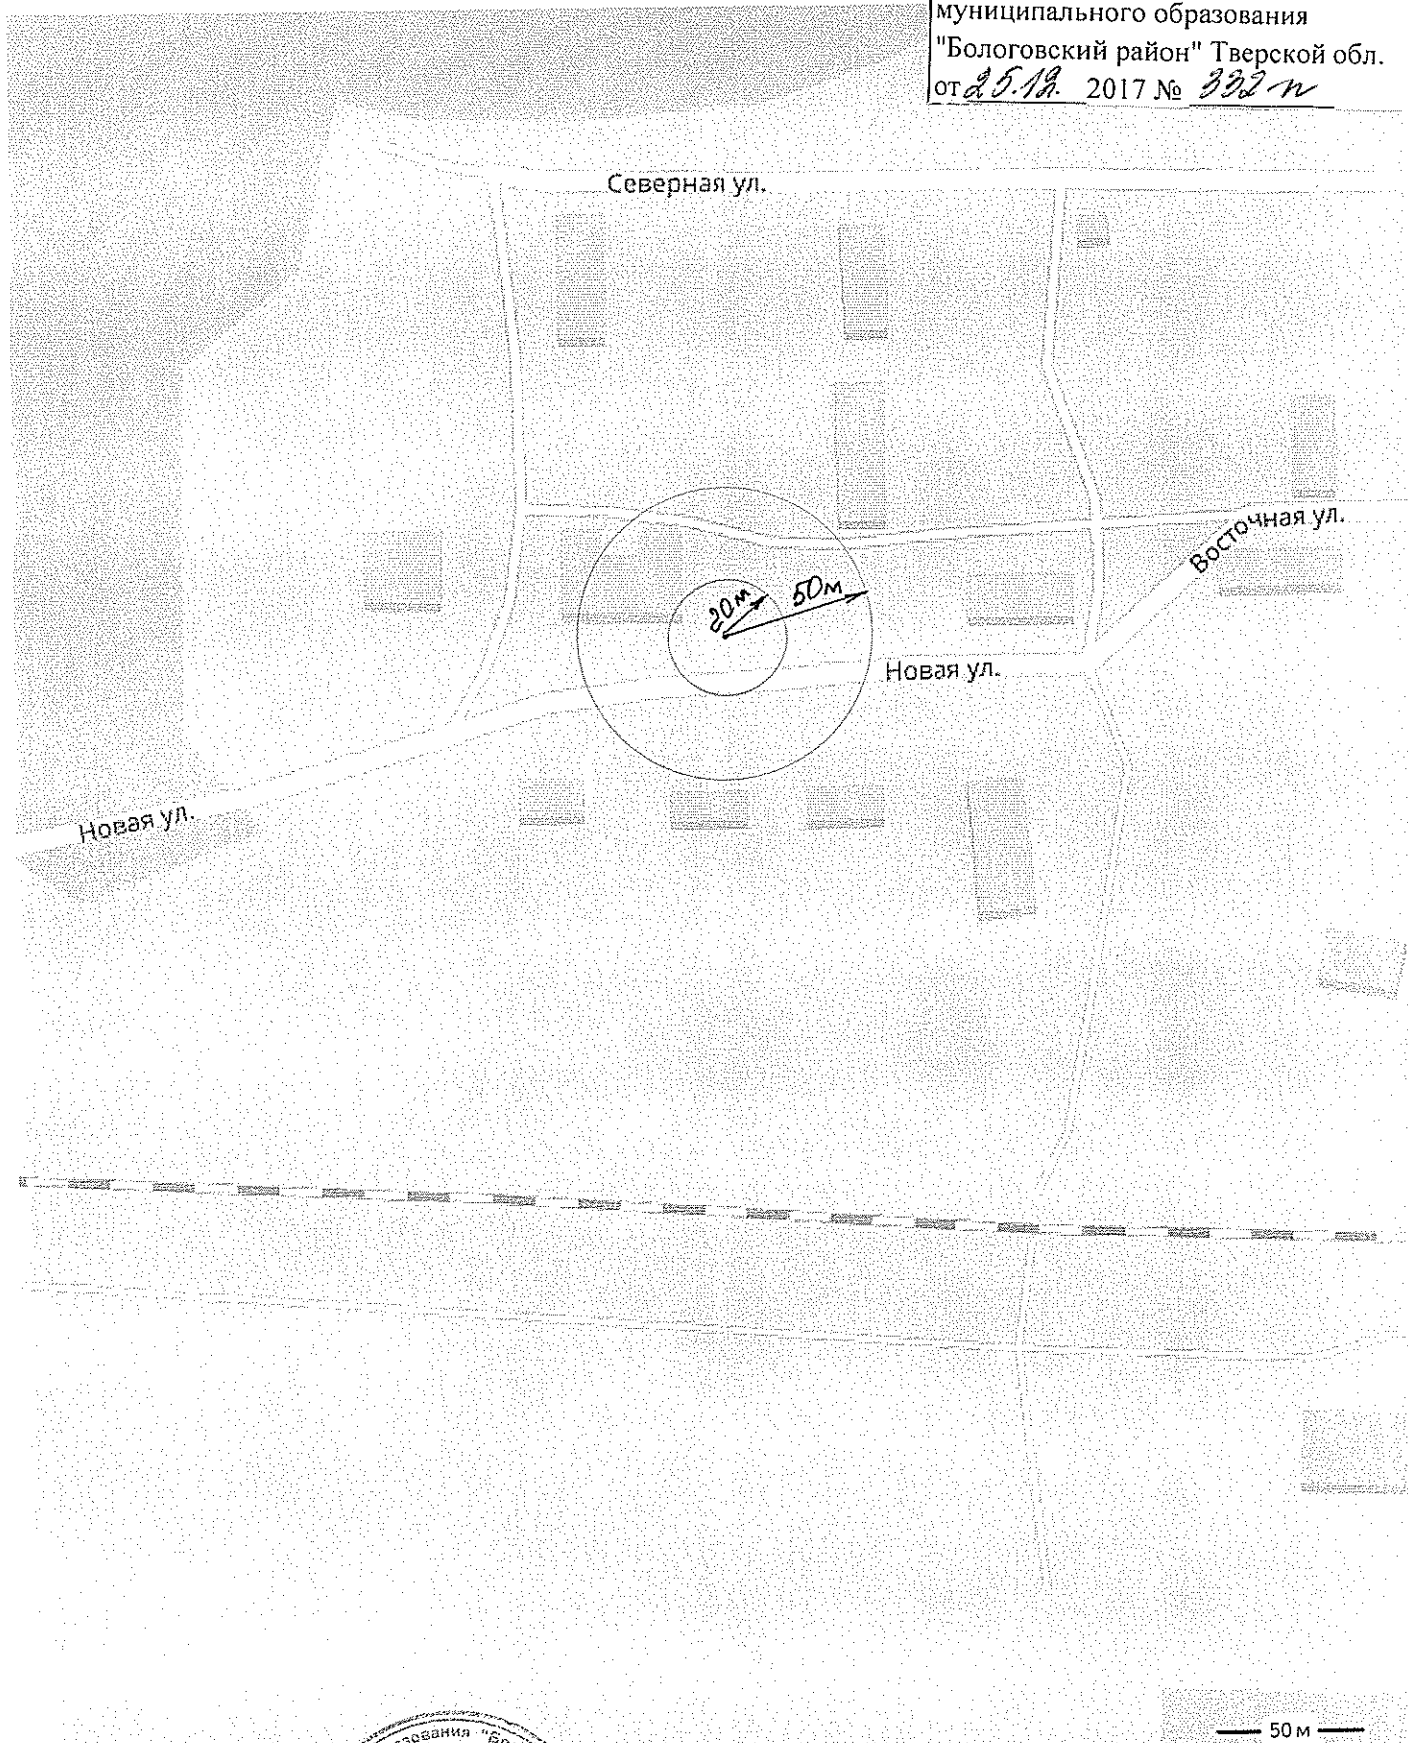 муниципального образования
"Бологовский район" Тверской обл.
от 25.12. 2017 № 332-п
Северная ул.
Восточная ул.
20м
50м
Новая ул.
Новая ул.
50 м